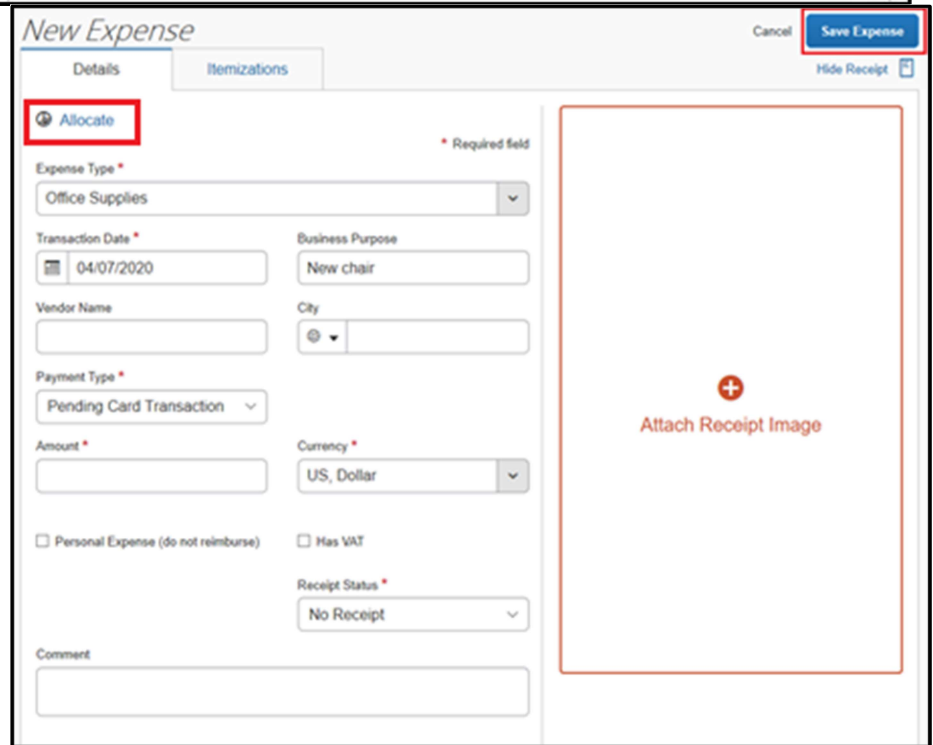 New Expense
Cancel
Save Expense
Details
Itemizations
Hide Receipt
Allocate
* Required field
Expense Type *
Office Supplies
Transaction Date *
Business Purpose
04/07/2020
New chair
Vendor Name
City
Payment Type *
Pending Card Transaction
Attach Receipt Image
Amount *
Currency *
US, Dollar
Personal Expense (do not reimburse)
Has VAT
Receipt Status *
No Receipt
Comment